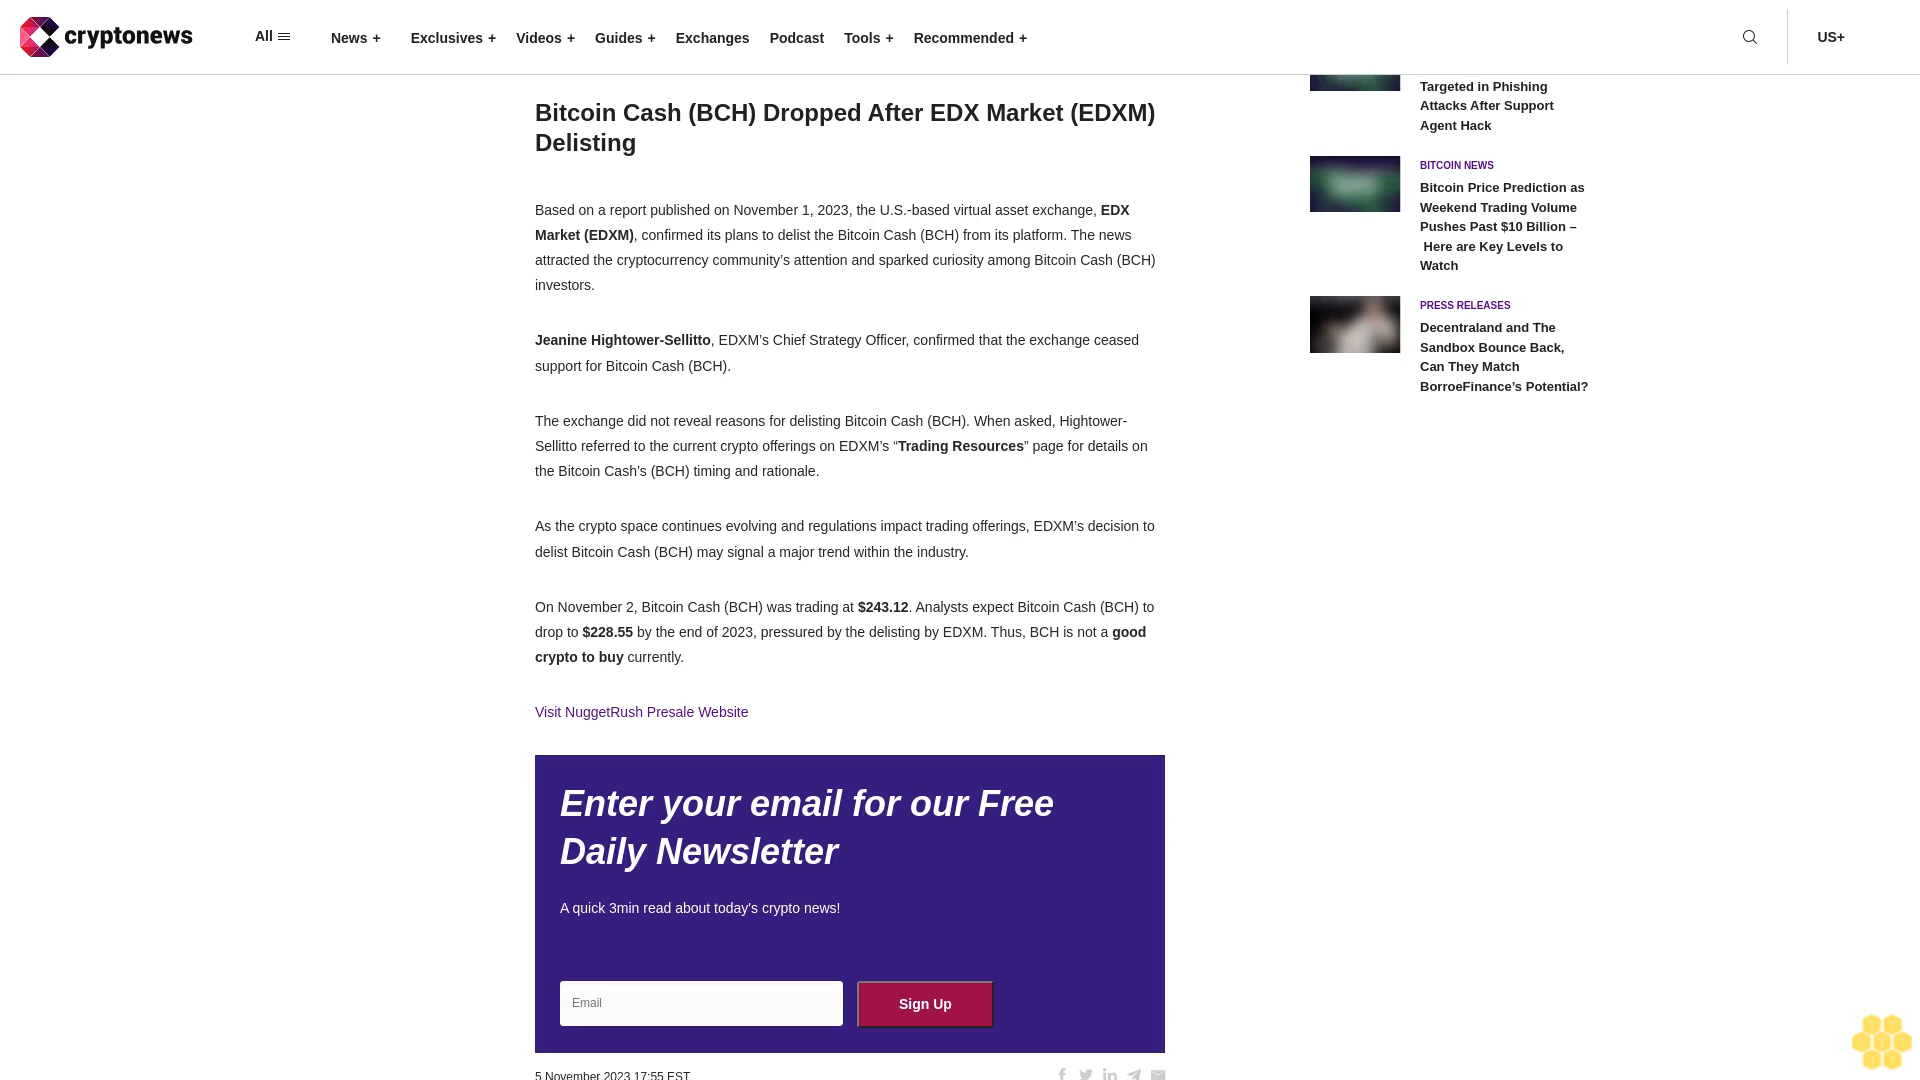 cryptonews
All
News +
Exclusives +
Videos +
Guides +
Exchanges
Podcast
Tools +
Recommended +
US+
Bitcoin Cash (BCH) Dropped After EDX Market (EDXM)
Delisting
Based on a report published on November 1, 2023, the U.S.-based virtual asset exchange, EDX
Market (EDXM), confirmed its plans to delist the Bitcoin Cash (BCH) from its platform. The news
attracted the cryptocurrency community’s attention and sparked curiosity among Bitcoin Cash (BCH)
investors.
Jeanine Hightower-Sellitto, EDXM’s Chief Strategy Officer, confirmed that the exchange ceased
support for Bitcoin Cash (BCH).
The exchange did not reveal reasons for delisting Bitcoin Cash (BCH). When asked, Hightower-
Sellitto referred to the current crypto offerings on EDXM’s “Trading Resources” page for details on
the Bitcoin Cash’s (BCH) timing and rationale.
As the crypto space continues evolving and regulations impact trading offerings, EDXM’s decision to
delist Bitcoin Cash (BCH) may signal a major trend within the industry.
On November 2, Bitcoin Cash (BCH) was trading at $243.12. Analysts expect Bitcoin Cash (BCH) to
drop to $228.55 by the end of 2023, pressured by the delisting by EDXM. Thus, BCH is not a good
crypto to buy currently.
Visit NuggetRush Presale Website
Enter your email for our Free
Daily Newsletter
A quick 3min read about today's crypto news!
Email
Sign Up
5 November 2023 17:55 EST
Targeted in Phishing
Attacks After Support
Agent Hack
BITCOIN NEWS
Bitcoin Price Prediction as
Weekend Trading Volume
Pushes Past $10 Billion –
Here are Key Levels to
Watch
PRESS RELEASES
Decentraland and The
Sandbox Bounce Back,
Can They Match
BorroeFinance’s Potential?